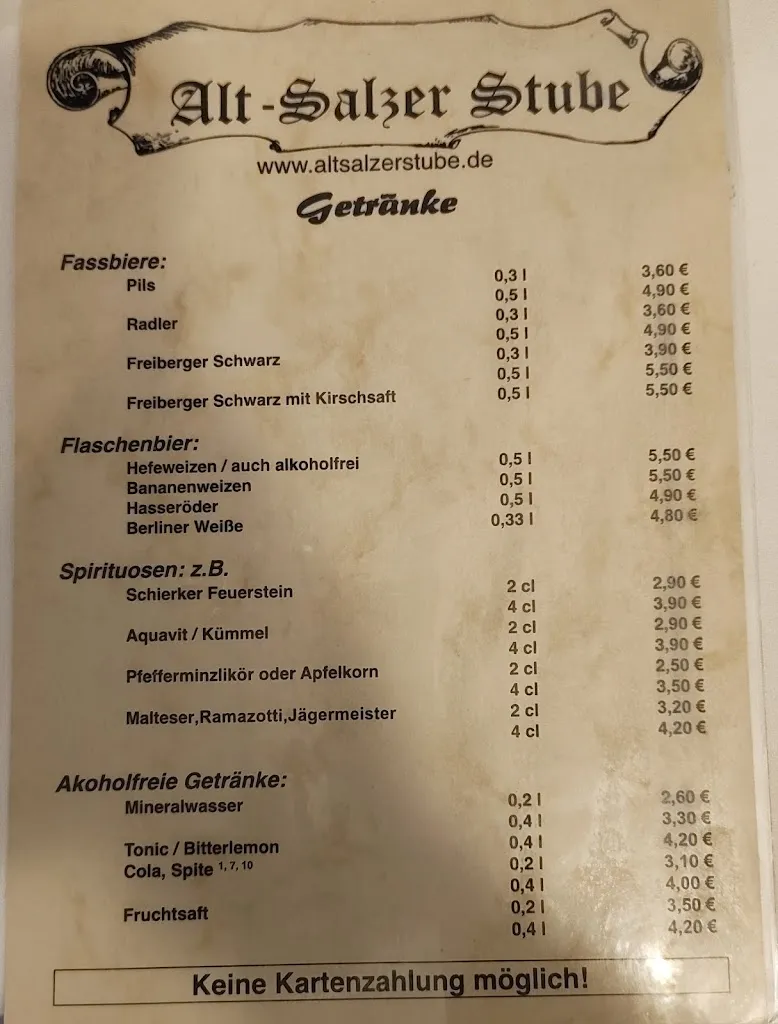 Alt-Salzer Stube
www.altsalzerstube.de
Getränke
Fassbiere:
Pils 0,3 l 3,60 €
0,5 l 4,90 €
Radler 0,3 l 3,60 €
0,5 l 4,90 €
Freiberger Schwarz 0,3 l 3,90 €
0,5 l 5,50 €
Freiberger Schwarz mit Kirschsaft 0,5 l 5,50 €
Flaschenbier:
Hefeweizen / auch alkoholfrei 0,5 l 5,50 €
Bananenweizen 0,5 l 5,50 €
Hasseröder 0,5 l 4,90 €
Berliner Weiße 0,33 l 4,80 €
Spirituosen: z.B.
Schierker Feuerstein 2 cl 2,90 €
4 cl 3,90 €
Aquavit / Kümmel 2 cl 2,90 €
4 cl 3,90 €
Pfefferminzlikör oder Apfelkorn 2 cl 2,50 €
4 cl 3,50 €
Malteser,Ramazotti,Jägermeister 2 cl 3,20 €
4 cl 4,20 €
Akoholfreie Getränke:
Mineralwasser 0,2 l 2,60 €
0,4 l 3,30 €
Tonic / Bitterlemon 0,4 l 4,20 €
Cola, Spite 1, 7, 10 0,2 l 3,10 €
0,4 l 4,00 €
Fruchtsaft 0,2 l 3,50 €
0,4 l 4,20 €
Keine Kartenzahlung möglich!